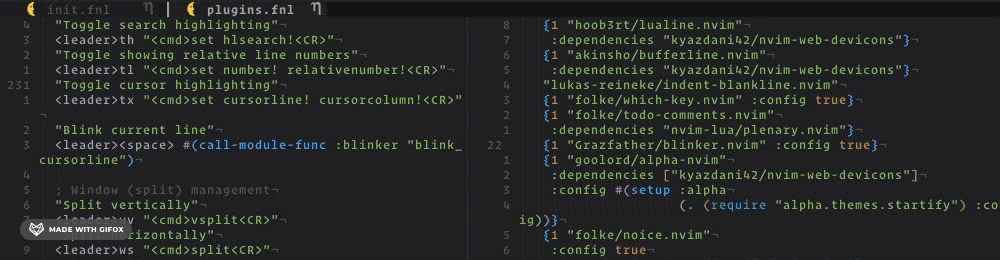 init.fnl | plugins.fnl
4 "Toggle search highlighting"¬
3 <leader>th "<cmd>set hlsearch!<CR>"¬
2 "Toggle showing relative line numbers"¬
1 <leader>tl "<cmd>set number! relativenumber!<CR>"¬
231 "Toggle cursor highlighting"¬
1 <leader>tx "<cmd>set cursorline! cursorcolumn!<CR>"
¬
2 "Blink current line"¬
3 <leader><space> #(call-module-func :blinker "blink_
cursorline")¬
4
5 ; Window (split) management¬
6 "Split vertically"¬
<leader>wv "<cmd>vsplit<CR>"¬
9 <leader>ws "<cmd>split<CR>"¬
MADE WITH GIFOX
8 {1 "hoob3rt/lualine.nvim"¬
7 :dependencies "kyazdani42/nvim-web-devicons"}¬
6 {1 "akinsho/bufferline.nvim"¬
5 :dependencies "kyazdani42/nvim-web-devicons"}¬
4 "lukas-reineke/indent-blankline.nvim"¬
3 {1 "folke/which-key.nvim" :config true}¬
2 {1 "folke/todo-comments.nvim"¬
1 :dependencies "nvim-lua/plenary.nvim"}¬
22 {1 "Grazfather/blinker.nvim" :config true}¬
1 {1 "goolord/alpha-nvim"¬
2 :dependencies ["kyazdani42/nvim-web-devicons"]¬
3 :config #(setup :alpha¬
4 (. (require "alpha.themes.startify") :conf
ig))}¬
5 {1 "folke/noice.nvim"¬
6 :config true¬